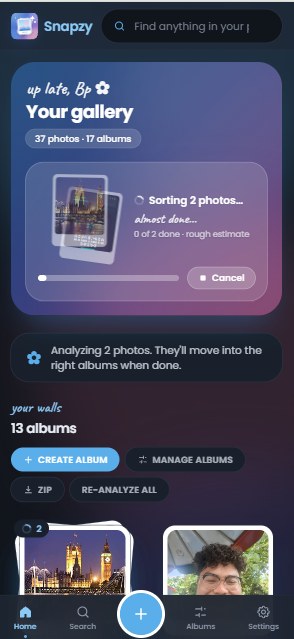 Snapzy
Find anything in your
up late, Bp
Your gallery
37 photos · 17 albums
Sorting 2 photos...
almost done...
0 of 2 done · rough estimate
Cancel
Analyzing 2 photos. They'll move into the
right albums when done.
your walls
13 albums
+ CREATE ALBUM
MANAGE ALBUMS
ZIP
RE-ANALYZE ALL
2
Home
Search
+
Albums
Settings